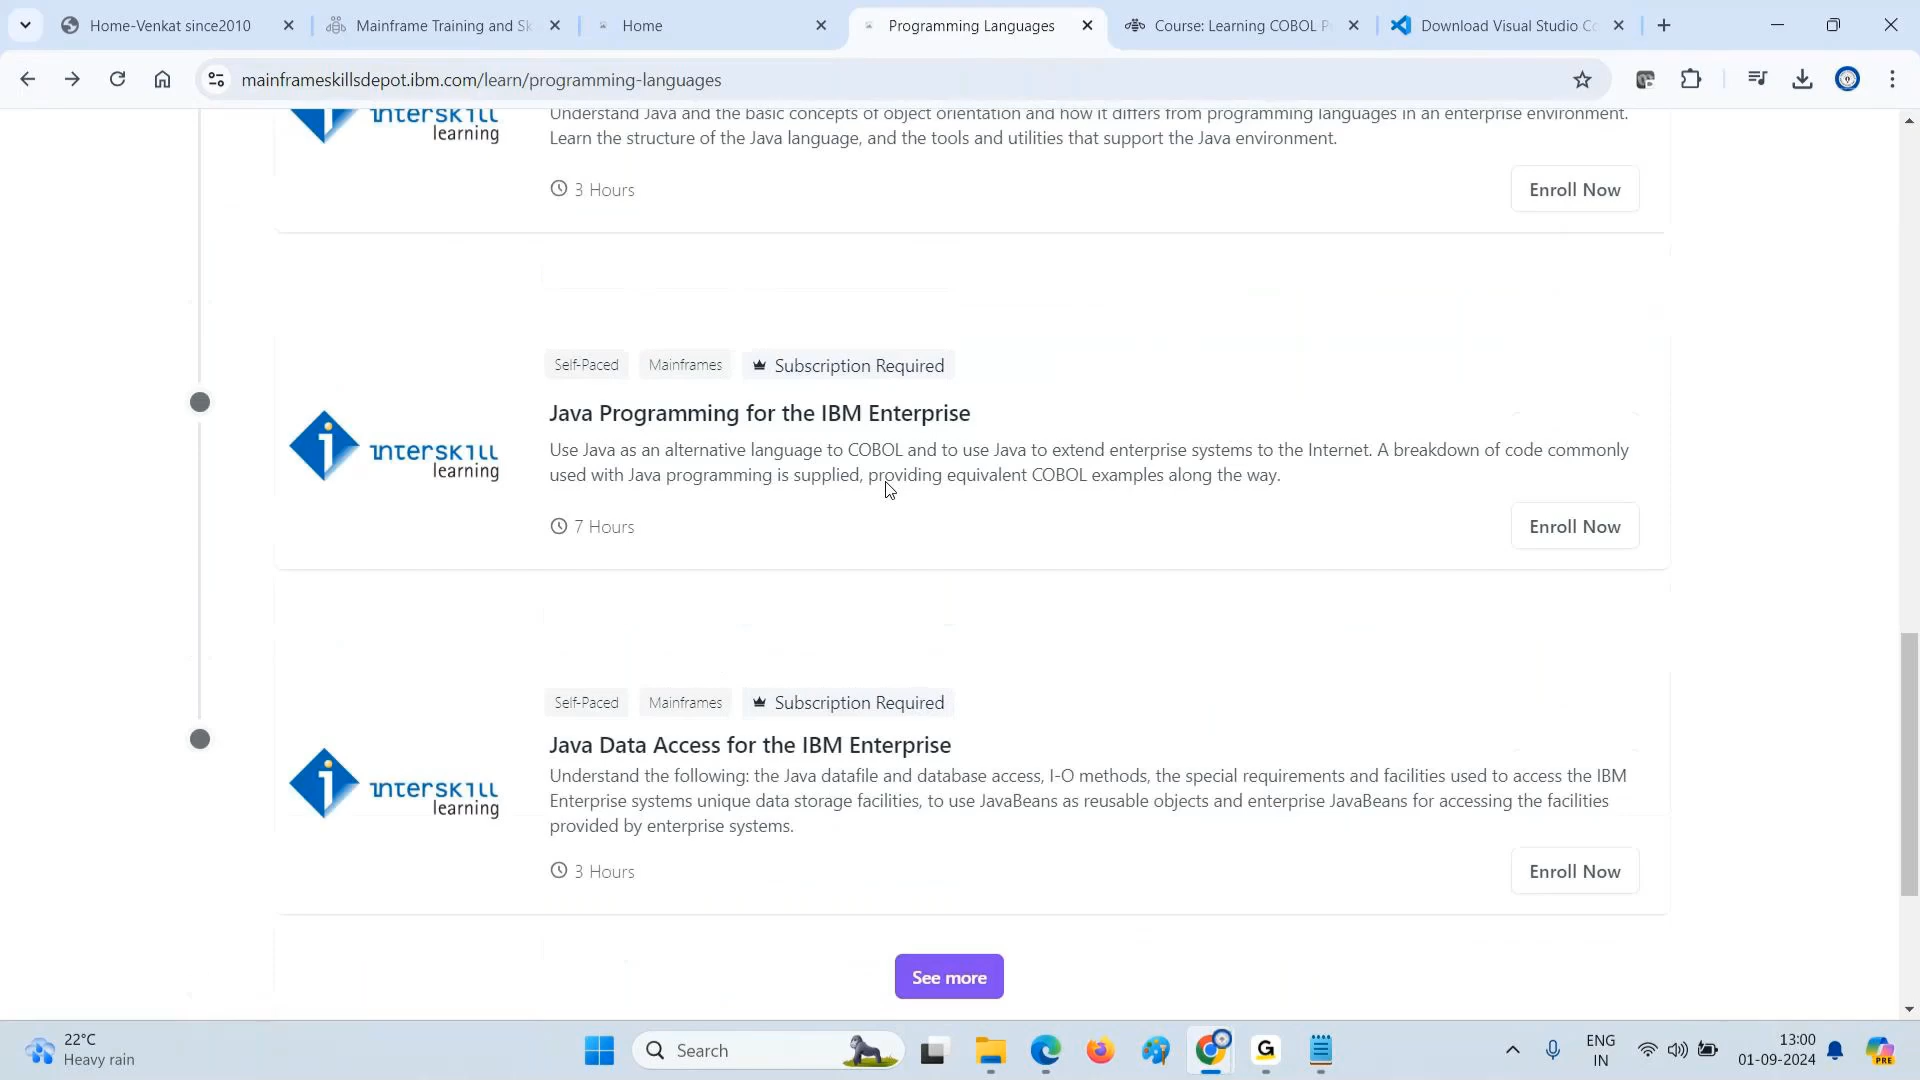 Home-Venkat since2010
Mainframe Training and Sk
Home
Programming Languages
Course: Learning COBOL P
Download Visual Studio Co
mainframeskillsdepot.ibm.com/learn/programming-languages
interskill
learning
Understand Java and the basic concepts of object orientation and how it differs from programming languages in an enterprise environment.
Learn the structure of the Java language, and the tools and utilities that support the Java environment.
3 Hours
Enroll Now
Self-Paced
Mainframes
Subscription Required
Java Programming for the IBM Enterprise
interskill
learning
Use Java as an alternative language to COBOL and to use Java to extend enterprise systems to the Internet. A breakdown of code commonly
used with Java programming is supplied, providing equivalent COBOL examples along the way.
7 Hours
Enroll Now
Self-Paced
Mainframes
Subscription Required
Java Data Access for the IBM Enterprise
interskill
learning
Understand the following: the Java datafile and database access, I-O methods, the special requirements and facilities used to access the IBM
Enterprise systems unique data storage facilities, to use JavaBeans as reusable objects and enterprise JavaBeans for accessing the facilities
provided by enterprise systems.
3 Hours
Enroll Now
See more
22°C
Heavy rain
Search
ENG
IN
13:00
01-09-2024
PRE